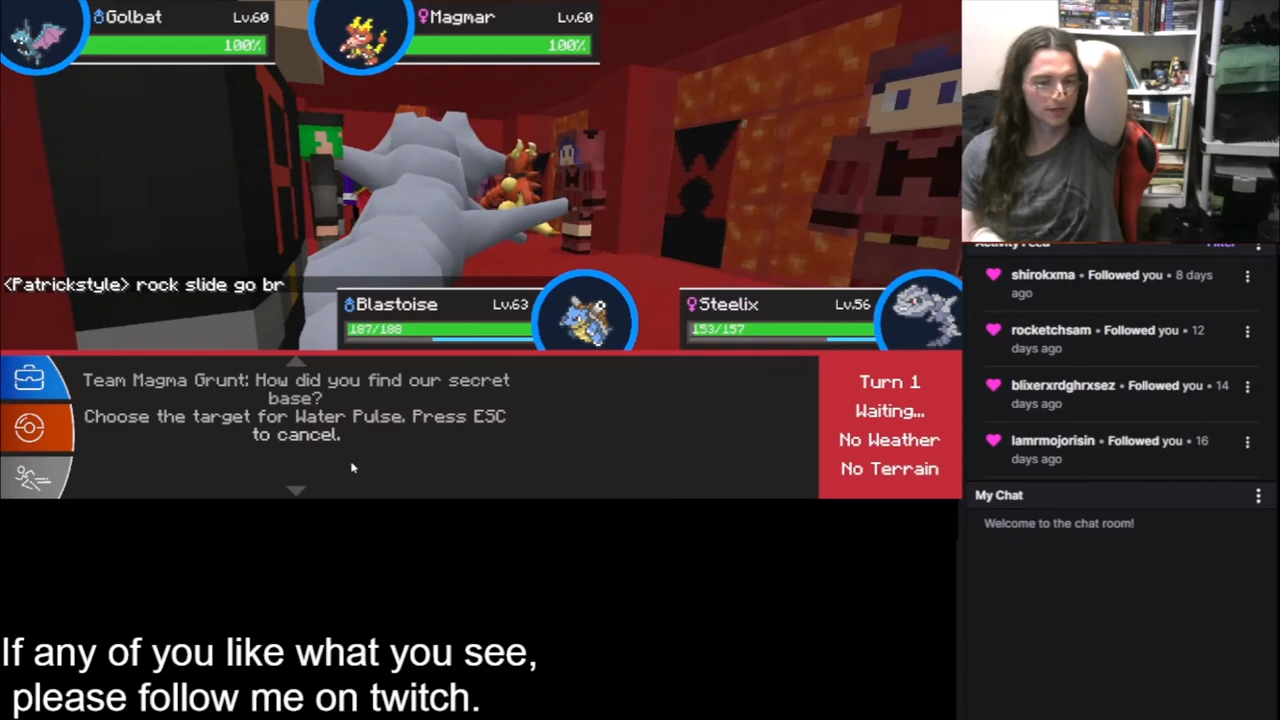 Golbat Lv.60
100%
Magmar Lv.60
100%
<Patrickstyle> rock slide go br
Blastoise Lv.63
187/188
Steelix Lv.56
153/157
Team Magma Grunt: How did you find our secret
base?
Choose the target for Water Pulse. Press ESC
to cancel.
Turn 1
Waiting...
No Weather
No Terrain
Activity Feed Filter
shirokxma • Followed you • 8 days
ago
rocketchsam • Followed you • 12
days ago
blixerxrdghrxsez • Followed you • 14
days ago
lamrmojorisin • Followed you • 16
days ago
My Chat
Welcome to the chat room!
If any of you like what you see,
please follow me on twitch.